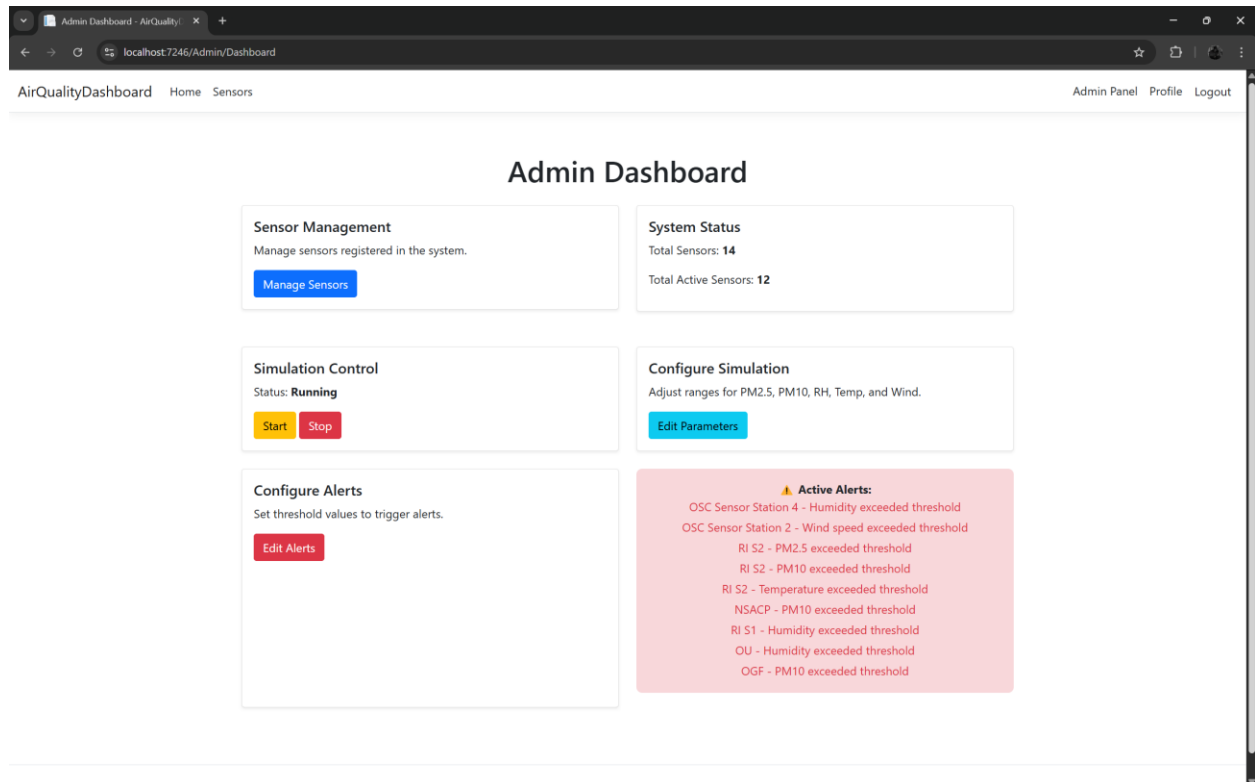 Admin Dashboard - AirQuality
localhost:7246/Admin/Dashboard
AirQualityDashboard Home Sensors
Admin Panel Profile Logout
Admin Dashboard
Sensor Management
Manage sensors registered in the system.
Manage Sensors
System Status
Total Sensors: 14
Total Active Sensors: 12
Simulation Control
Status: Running
Start Stop
Configure Simulation
Adjust ranges for PM2.5, PM10, RH, Temp, and Wind.
Edit Parameters
Configure Alerts
Set threshold values to trigger alerts.
Edit Alerts
⚠ Active Alerts:
OSC Sensor Station 4 - Humidity exceeded threshold
OSC Sensor Station 2 - Wind speed exceeded threshold
RI S2 - PM2.5 exceeded threshold
RI S2 - PM10 exceeded threshold
RI S2 - Temperature exceeded threshold
NSACP - PM10 exceeded threshold
RI S1 - Humidity exceeded threshold
OU - Humidity exceeded threshold
OGF - PM10 exceeded threshold